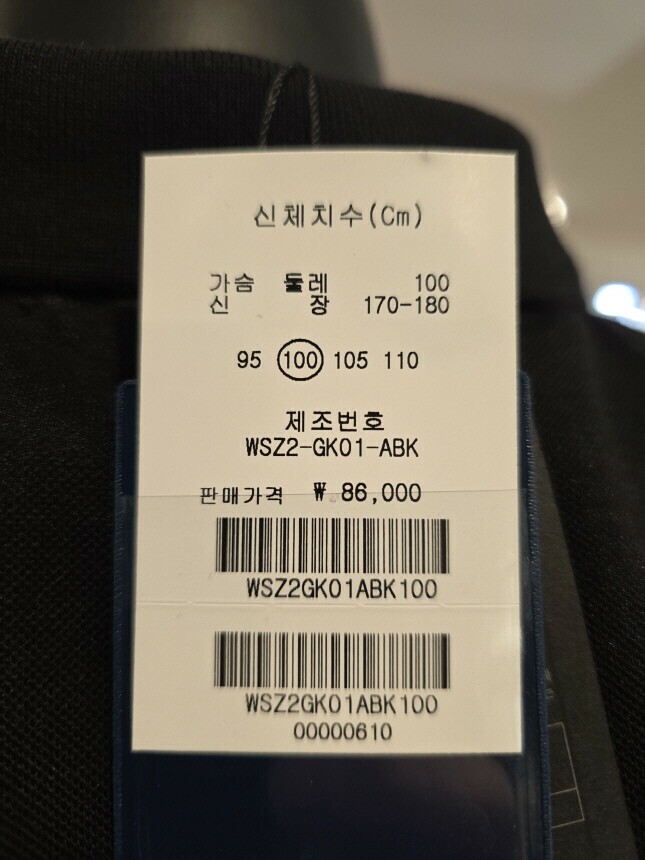 신체치수(Cm)
가슴 둘레 100
신 장 170-180
95 100 105 110
제조번호
WSZ2-GK01-ABK
판매가격 ₩ 86,000
WSZ2GK01ABK100
WSZ2GK01ABK100
00000610